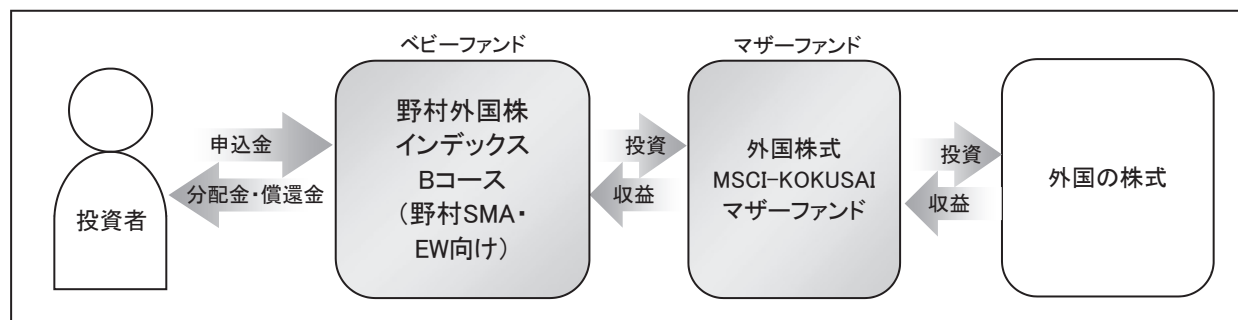 ベビーファンド
マザーファンド
投資者
申込金
分配金・償還金
野村外国株
インデックス
Bコース
(野村SMA・
EW向け)
投資
収益
外国株式
MSCI-KOKUSAI
マザーファンド
投資
収益
外国の株式